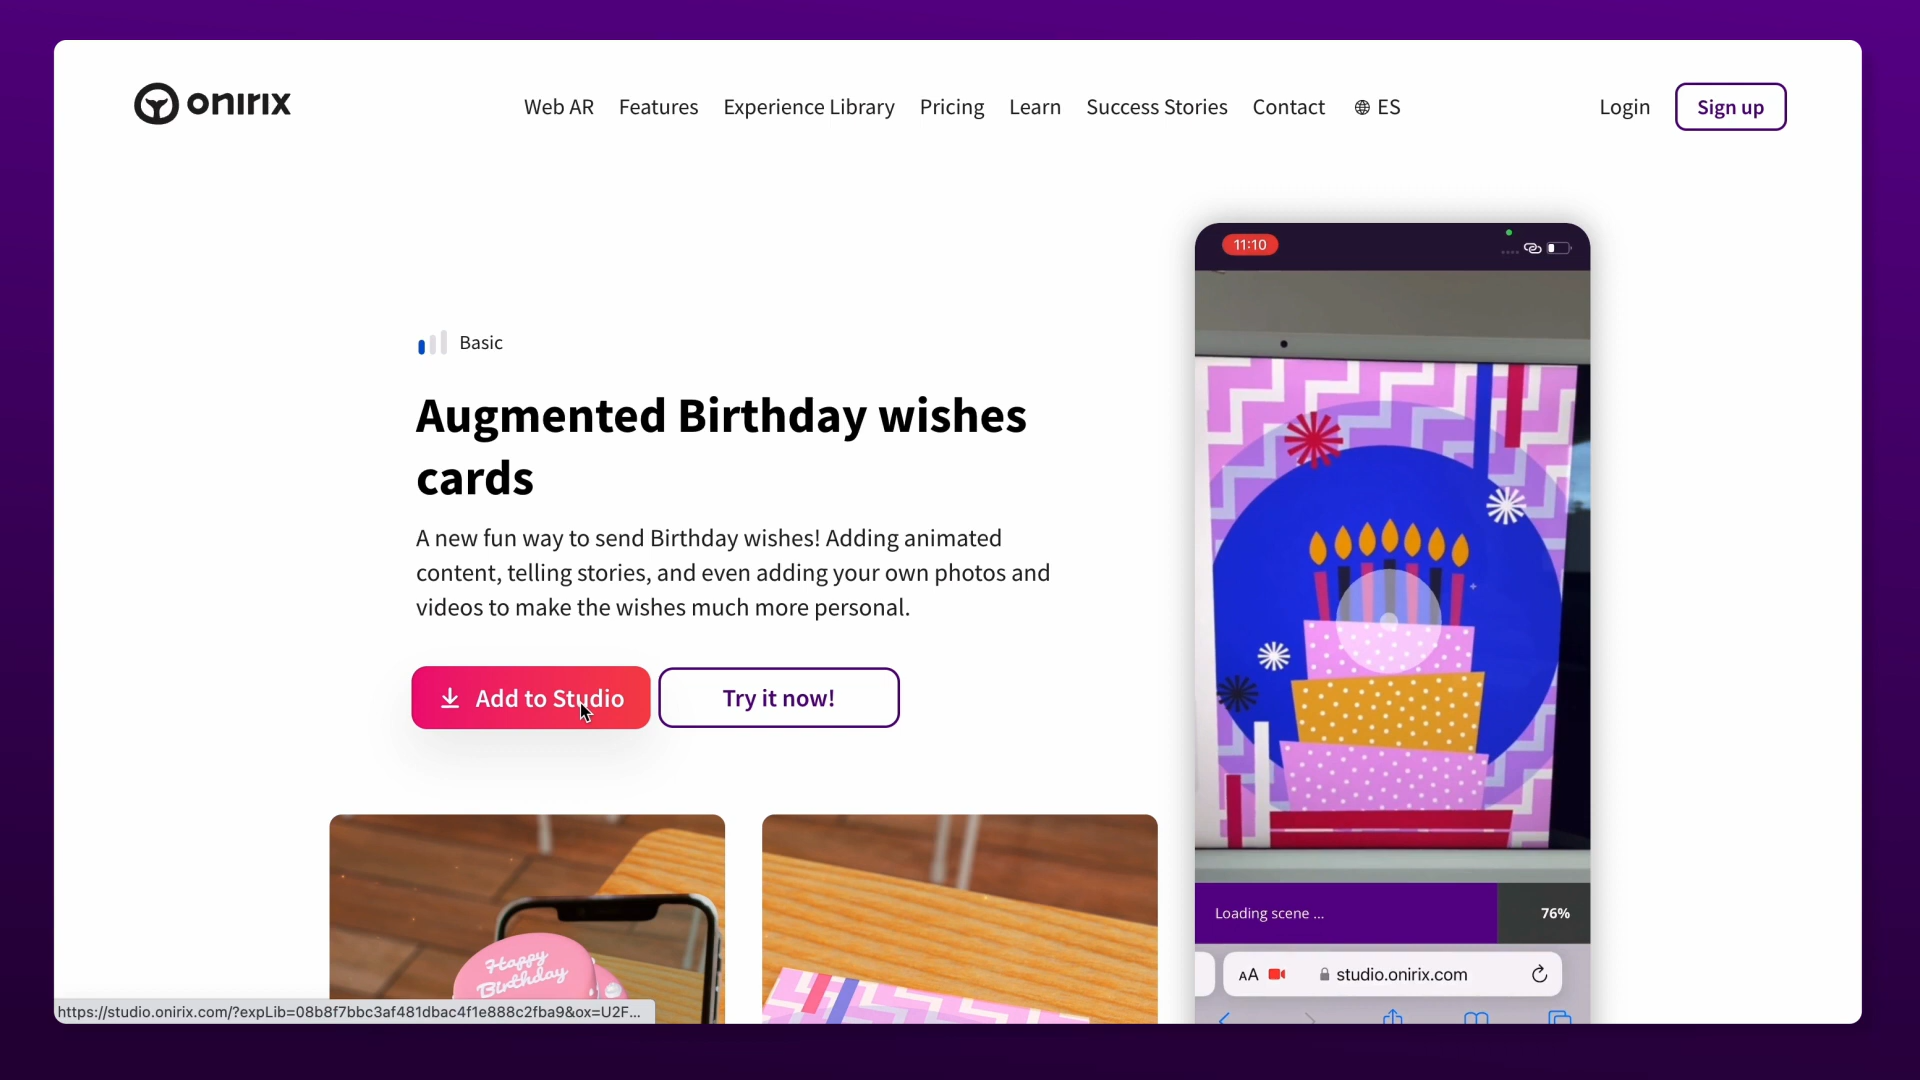 onirix
Web AR Features Experience Library Pricing Learn Success Stories Contact ES
Login Sign up
Basic
Augmented Birthday wishes
cards
A new fun way to send Birthday wishes! Adding animated
content, telling stories, and even adding your own photos and
videos to make the wishes much more personal.
Add to Studio
Try it now!
11:10
Loading scene ...
76%
AA studio.onirix.com
Happy
Birthday
https://studio.onirix.com/?expLib=08b8f7bbc3af481dbac4f1e888c2fba9&ox=U2F...